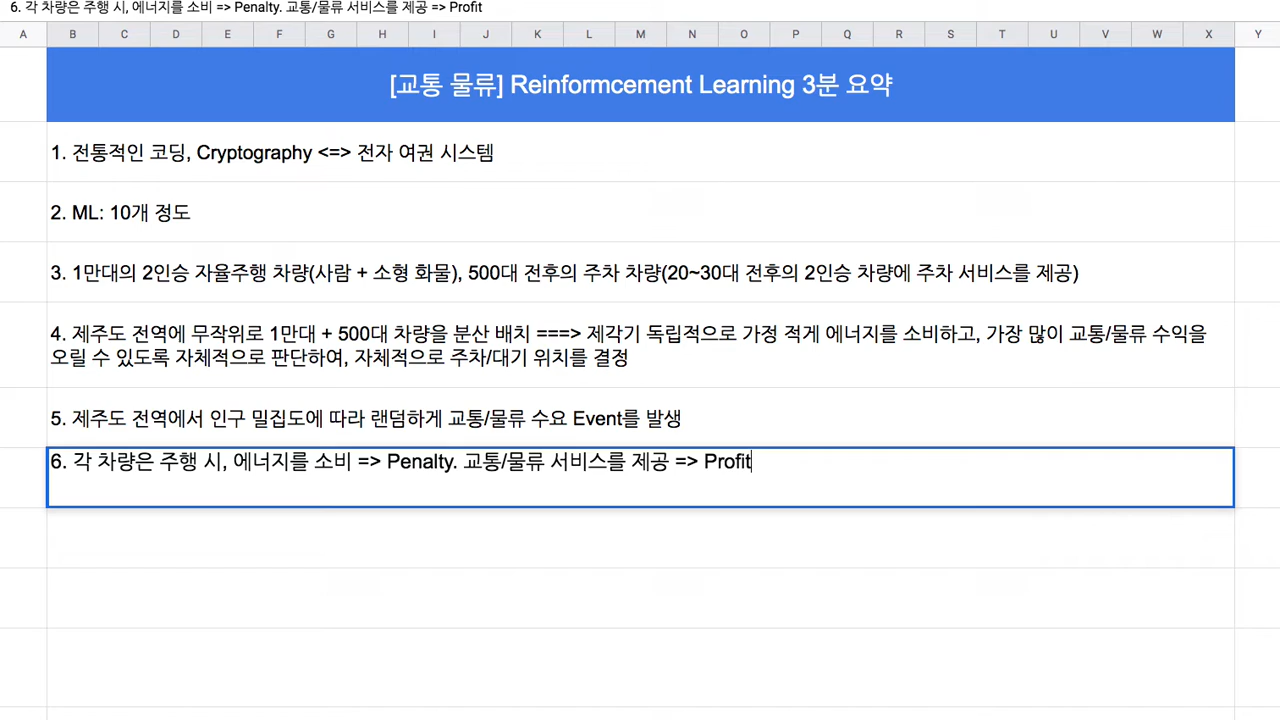 6. 각 차량은 주행 시, 에너지를 소비 => Penalty. 교통/물류 서비스를 제공 => Profit
A B C D E F G H I J K L M N O P Q R S T U V W X Y
[교통 물류] Reinformcement Learning 3분 요약
1. 전통적인 코딩, Cryptography <=> 전자 여권 시스템
2. ML: 10개 정도
3. 1만대의 2인승 자율주행 차량(사람 + 소형 화물), 500대 전후의 주차 차량(20~30대 전후의 2인승 차량에 주차 서비스를 제공)
4. 제주도 전역에 무작위로 1만대 + 500대 차량을 분산 배치 ===> 제각기 독립적으로 가정 적게 에너지를 소비하고, 가장 많이 교통/물류 수익을
오릴 수 있도록 자체적으로 판단하여, 자체적으로 주차/대기 위치를 결정
5. 제주도 전역에서 인구 밀집도에 따라 랜덤하게 교통/물류 수요 Event를 발생
6. 각 차량은 주행 시, 에너지를 소비 => Penalty. 교통/물류 서비스를 제공 => Profit